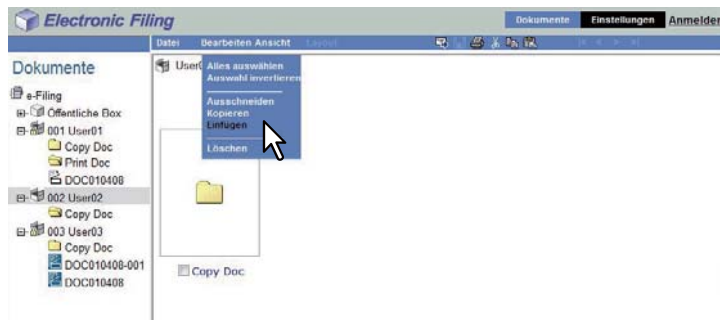 Electronic Filing
Dokumente Einstellungen Anmelden
Datei Bearbeiten Ansicht Layout
Dokumente
e-Filing
Öffentliche Box
001 User01
Copy Doc
Print Doc
DOC010408
002 User02
Copy Doc
003 User03
Copy Doc
DOC010408-001
DOC010408
Alles auswählen
Auswahl invertieren
Ausschneiden
Kopieren
Einfügen
Löschen
Copy Doc